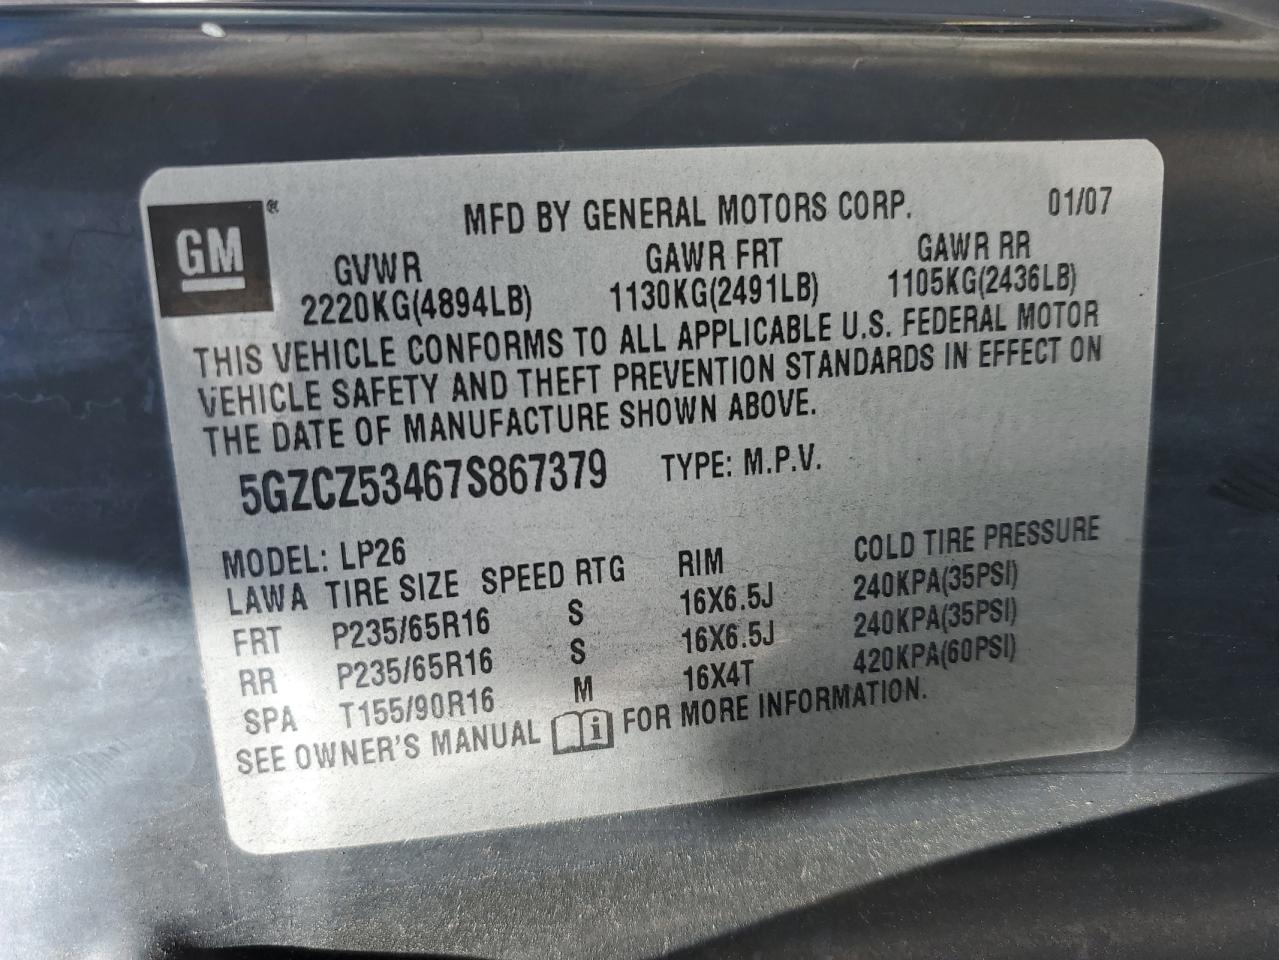 GM ® MFD BY GENERAL MOTORS CORP. 01/07
GVWR GAWR FRT GAWR RR
2220KG(4894LB) 1130KG(2491LB) 1105KG(2436LB)
THIS VEHICLE CONFORMS TO ALL APPLICABLE U.S. FEDERAL MOTOR
VEHICLE SAFETY AND THEFT PREVENTION STANDARDS IN EFFECT ON
THE DATE OF MANUFACTURE SHOWN ABOVE.
5GZCZ53467S867379 TYPE: M.P.V.
MODEL: LP26
LAWA TIRE SIZE SPEED RTG RIM COLD TIRE PRESSURE
FRT P235/65R16 S 16X6.5J 240KPA(35PSI)
RR P235/65R16 S 16X6.5J 240KPA(35PSI)
SPA T155/90R16 M 16X4T 420KPA(60PSI)
SEE OWNER'S MANUAL i FOR MORE INFORMATION.